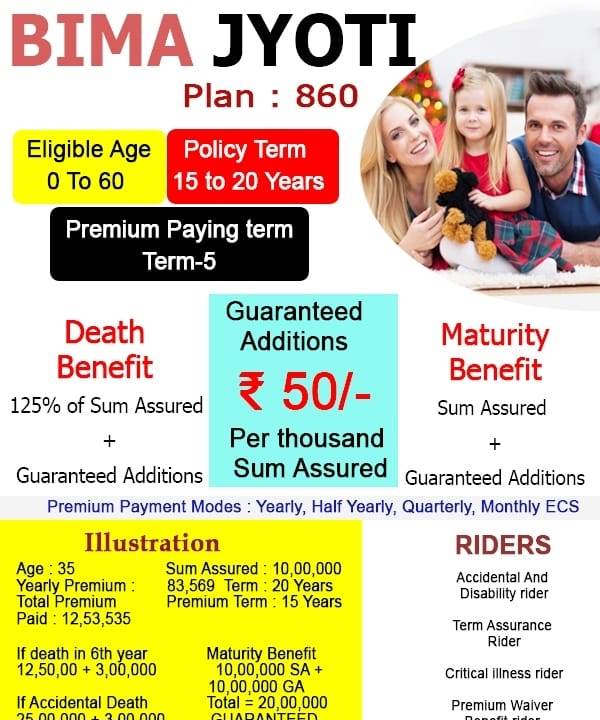 BIMA JYOTI
Plan : 860
Eligible Age
0 To 60
Policy Term
15 to 20 Years
Premium Paying term
Term-5
Death
Benefit
125% of Sum Assured
+
Guaranteed Additions
Guaranteed
Additions
₹ 50/-
Per thousand
Sum Assured
Maturity
Benefit
Sum Assured
+
Guaranteed Additions
Premium Payment Modes : Yearly, Half Yearly, Quarterly, Monthly ECS
Illustration
Age : 35 Sum Assured : 10,00,000
Yearly Premium : 83,569 Term : 20 Years
Total Premium Premium Term : 15 Years
Paid : 12,53,535
If death in 6th year
12,50,00 + 3,00,000
If Accidental Death
25,00,000 + 3,00,000
Maturity Benefit
10,00,000 SA +
10,00,000 GA
Total = 20,00,000
GUARANTEED
RIDERS
Accidental And
Disability rider
Term Assurance
Rider
Critical illness rider
Premium Waiver
Benefit rider